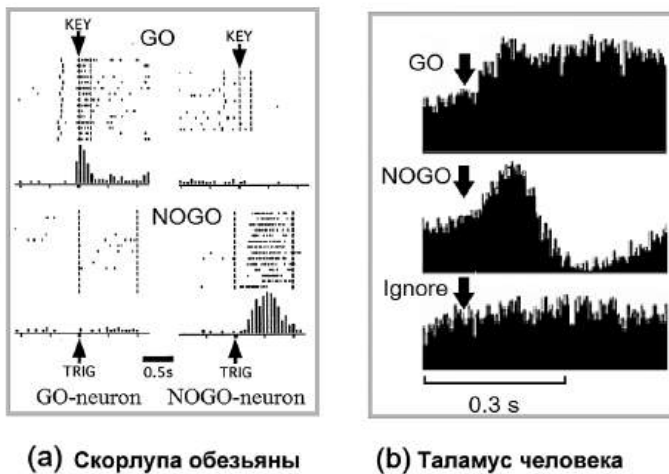 KEY
GO
KEY
NOGO
TRIG
0.5s
TRIG
GO-neuron
NOGO-neuron
(a) Скорлупа обезьяны
GO
NOGO
Ignore
0.3 s
(b) Таламус человека